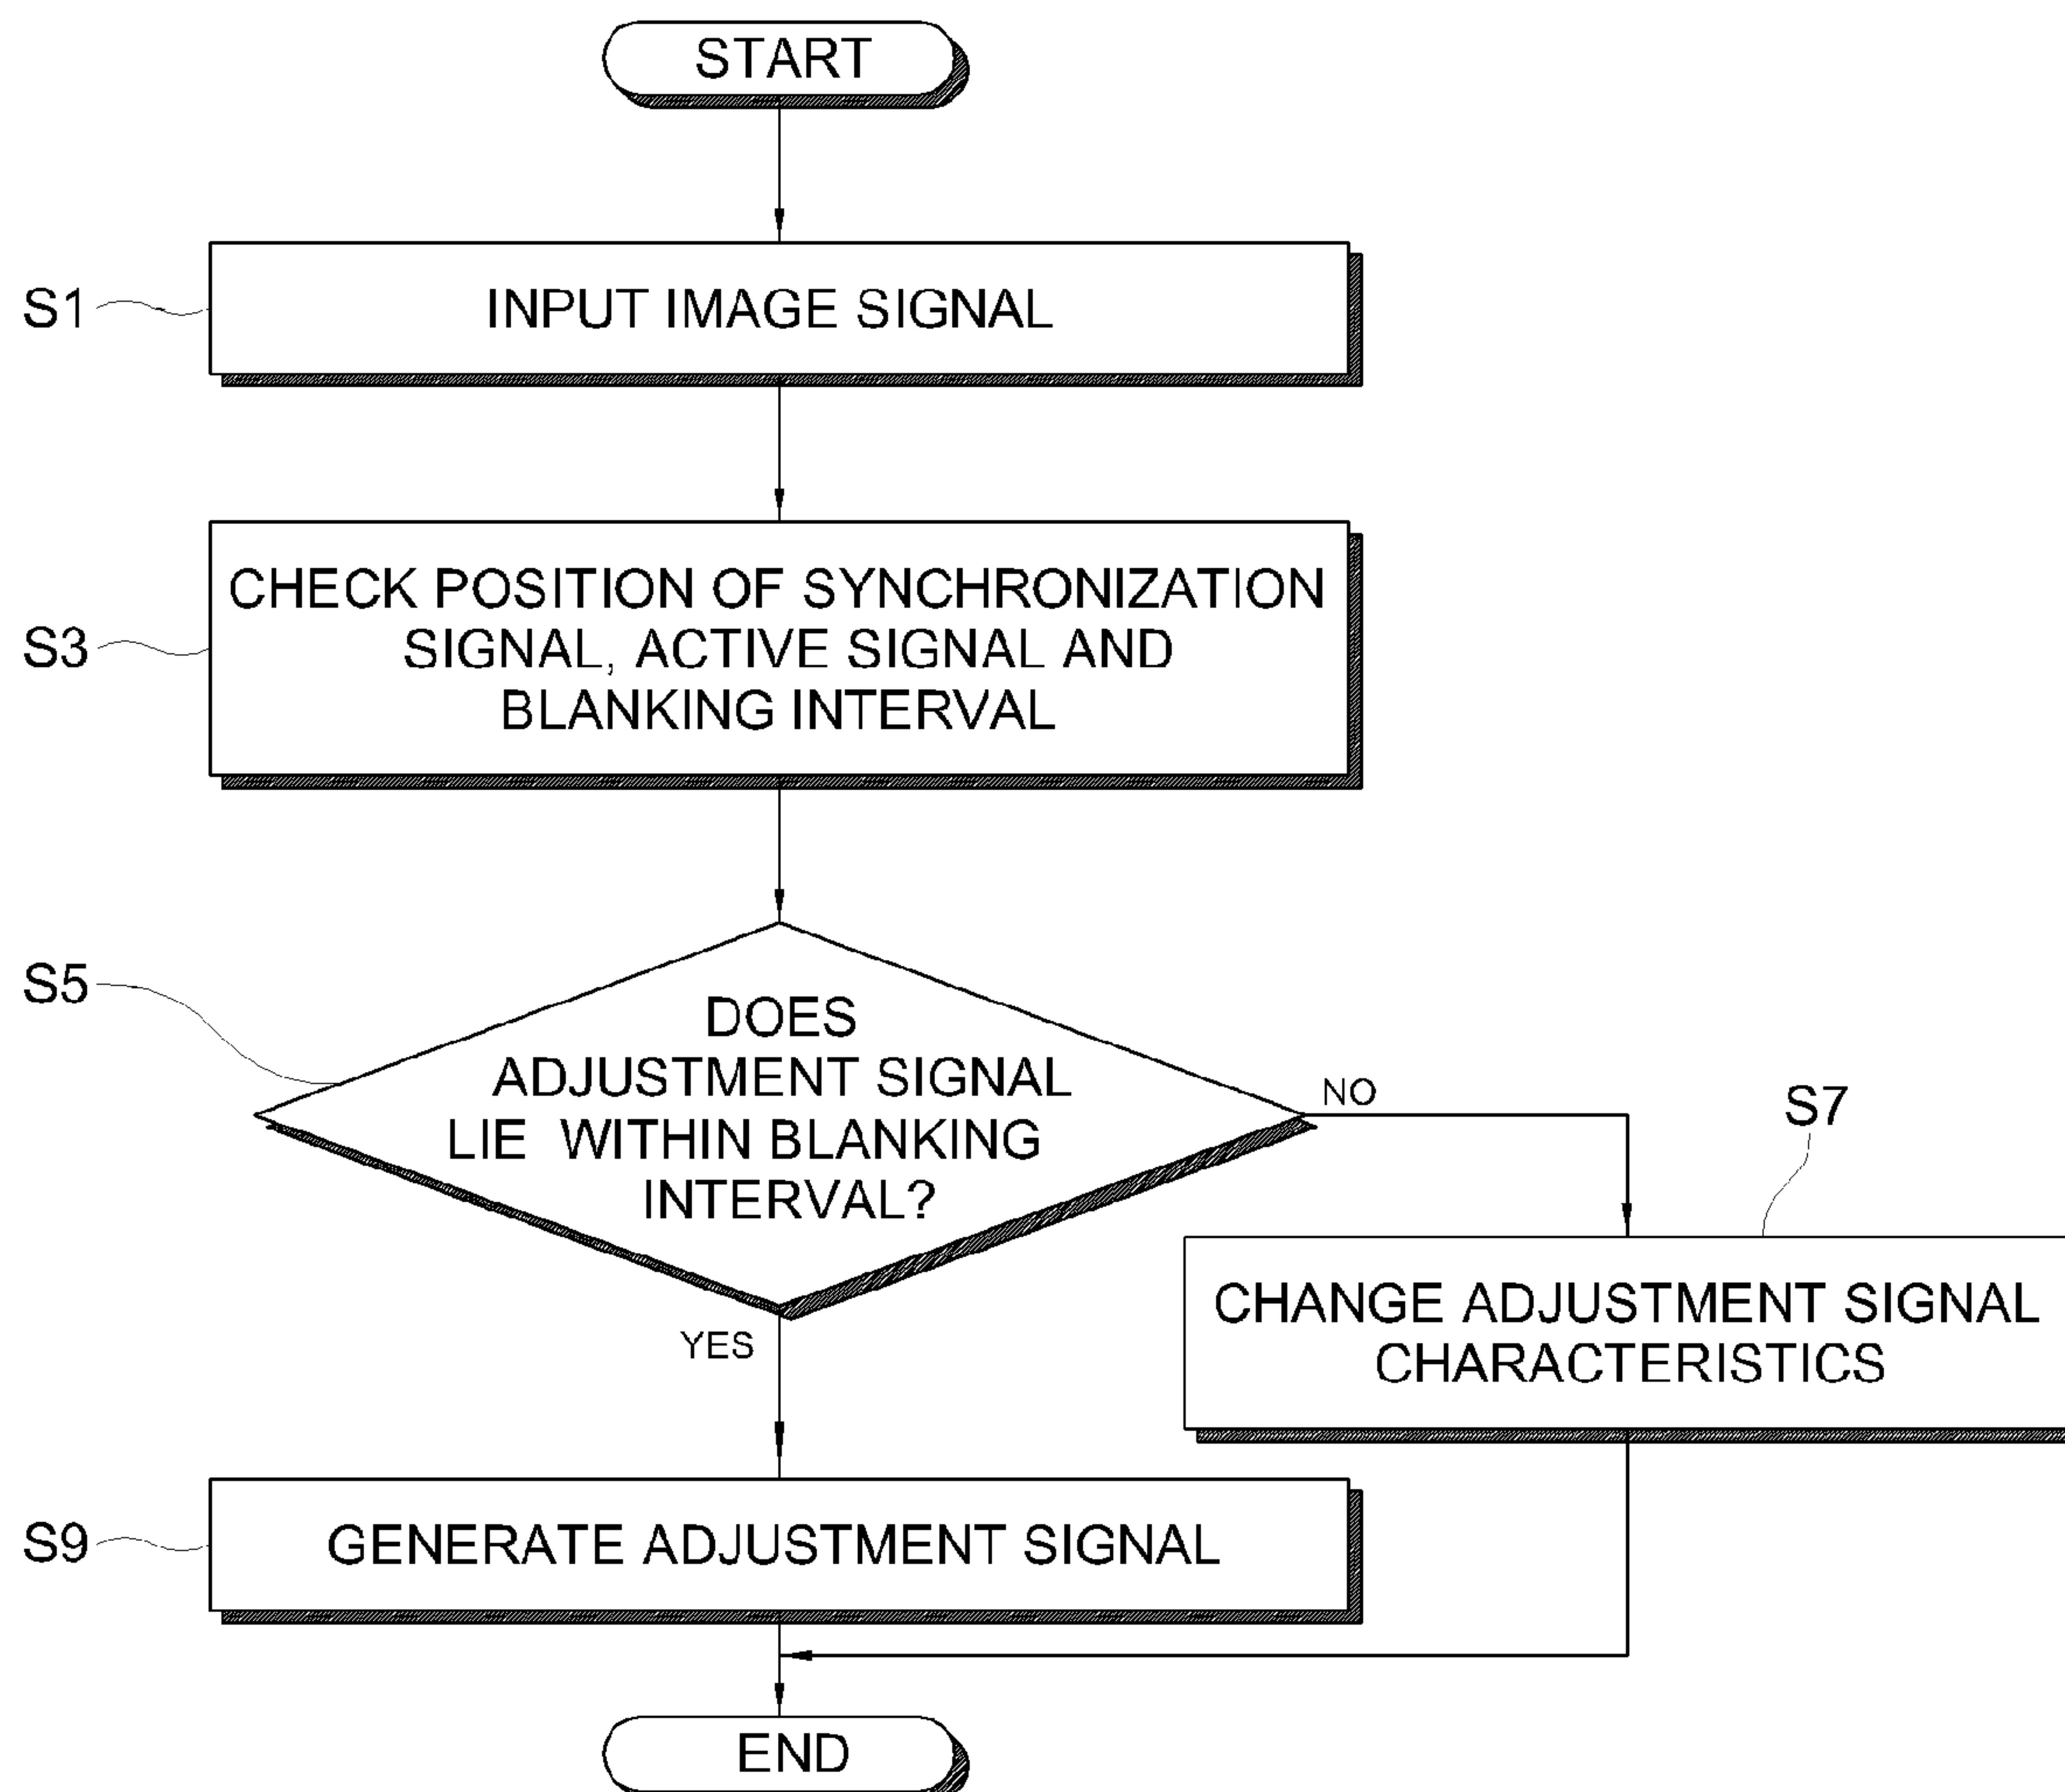 START
S1
INPUT IMAGE SIGNAL
S3
CHECK POSITION OF SYNCHRONIZATION
SIGNAL, ACTIVE SIGNAL AND
BLANKING INTERVAL
S5
DOES
ADJUSTMENT SIGNAL
LIE WITHIN BLANKING
INTERVAL?
NO
YES
S7
CHANGE ADJUSTMENT SIGNAL
CHARACTERISTICS
S9
GENERATE ADJUSTMENT SIGNAL
END